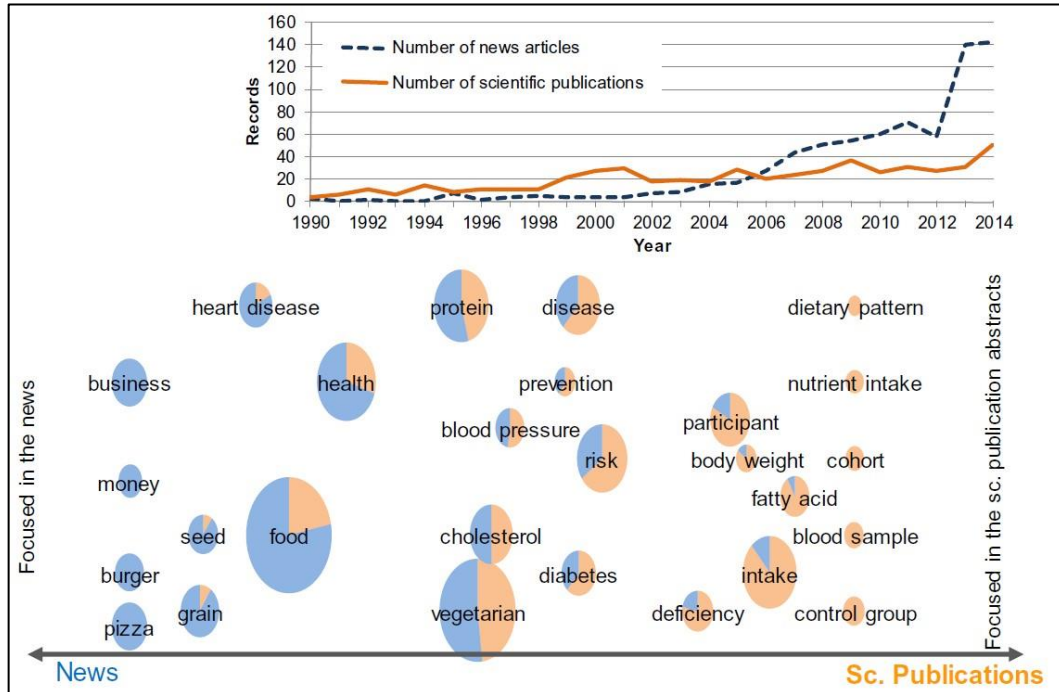 160
140
120
100
80
60
40
20
0
Records
Number of news articles
Number of scientific publications
1990 1992 1994 1996 1998 2000 2002 2004 2006 2008 2010 2012 2014
Year
Focused in the news
Focused in the sc. publication abstracts
heart disease protein disease dietary pattern
business health prevention nutrient intake
blood pressure participant
money risk body weight cohort
fatty acid
seed food cholesterol blood sample
burger diabetes intake
grain vegetarian deficiency control group
pizza
News Sc. Publications